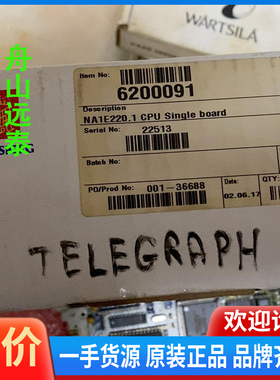 WÄRTSILÄ
舟山远泰
Item No:
6200091
Description
NA1E220.1 CPU Single board
Serial No:
22513
Batch No:
PO/Prod No:
001-36688
02.06.17
QTY:
TELEGRAPH
价
欢迎
一手货源 原装正品 品牌齐